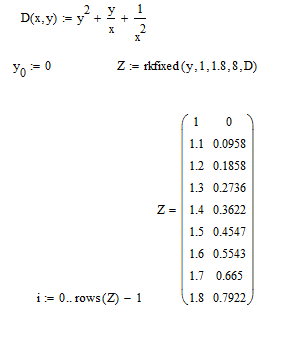 D(x,y) := y² + y/x + 1/x²
y₀ := 0 Z := rkfixed(y,1,1.8,8,D)
1 0
1.1 0.0958
1.2 0.1858
1.3 0.2736
Z = 1.4 0.3622
1.5 0.4547
1.6 0.5543
1.7 0.665
i := 0.. rows(Z) − 1 1.8 0.7922